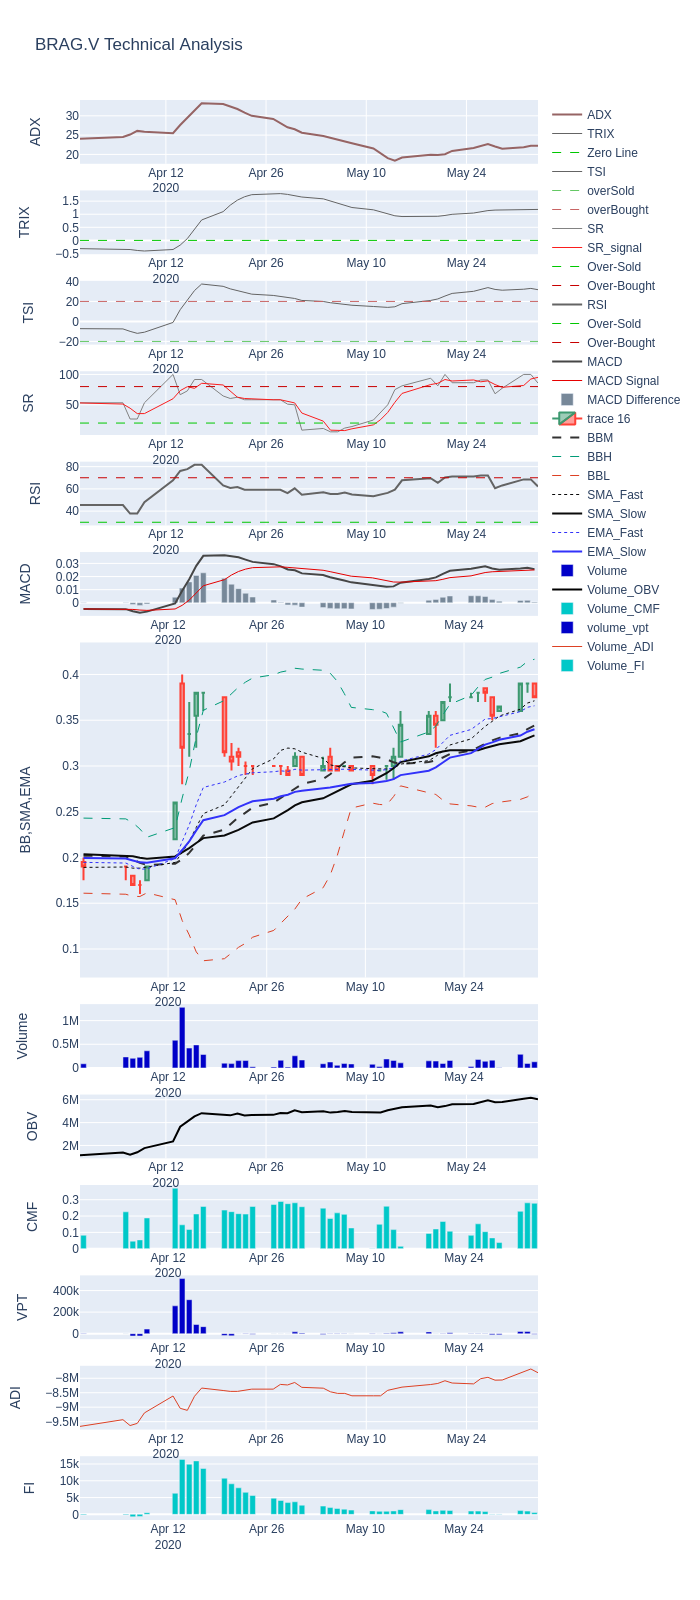 BRAG.V Technical Analysis
ADX
30
25
20
Apr 12
2020
Apr 26
May 10
May 24
TRIX
1.5
1
0.5
0
−0.5
Apr 12
2020
Apr 26
May 10
May 24
TSI
40
20
0
−20
Apr 12
2020
Apr 26
May 10
May 24
SR
100
50
Apr 12
2020
Apr 26
May 10
May 24
RSI
80
60
40
Apr 12
2020
Apr 26
May 10
May 24
MACD
0.03
0.02
0.01
0
Apr 12
2020
Apr 26
May 10
May 24
BB,SMA,EMA
0.4
0.35
0.3
0.25
0.2
0.15
0.1
Apr 12
2020
Apr 26
May 10
May 24
Volume
1M
0.5M
0
Apr 12
2020
Apr 26
May 10
May 24
OBV
6M
4M
2M
Apr 12
2020
Apr 26
May 10
May 24
CMF
0.3
0.2
0.1
0
Apr 12
2020
Apr 26
May 10
May 24
VPT
400k
200k
0
Apr 12
2020
Apr 26
May 10
May 24
ADI
−8M
−8.5M
−9M
−9.5M
Apr 12
2020
Apr 26
May 10
May 24
FI
15k
10k
5k
0
Apr 12
2020
Apr 26
May 10
May 24
ADX
TRIX
Zero Line
TSI
overSold
overBought
SR
SR_signal
Over-Sold
Over-Bought
RSI
Over-Sold
Over-Bought
MACD
MACD Signal
MACD Difference
trace 16
BBM
BBH
BBL
SMA_Fast
SMA_Slow
EMA_Fast
EMA_Slow
Volume
Volume_OBV
Volume_CMF
volume_vpt
Volume_ADI
Volume_FI